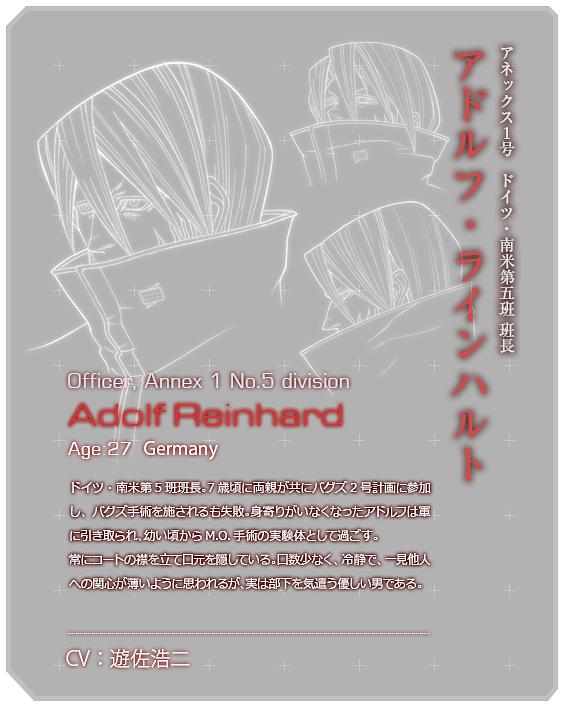 アネックス1号　ドイツ・南米第五班 班長
アドルフ・ラインハルト
Officer, Annex 1 No.5 division
Adolf Reinhard
Age:27 Germany
ドイツ・南米第5班班長。7歳頃に両親が共にバグズ2号計画に参加
し、バグズ手術を施されるも失敗。身寄りがいなくなったアドルフは軍
に引き取られ、幼い頃からM.O.手術の実験体として過ごす。
常にコートの襟を立て口元を隠している。口数少なく、冷静で、一見他人
への関心が薄いように思われるが、実は部下を気遣う優しい男である。
CV：遊佐浩二